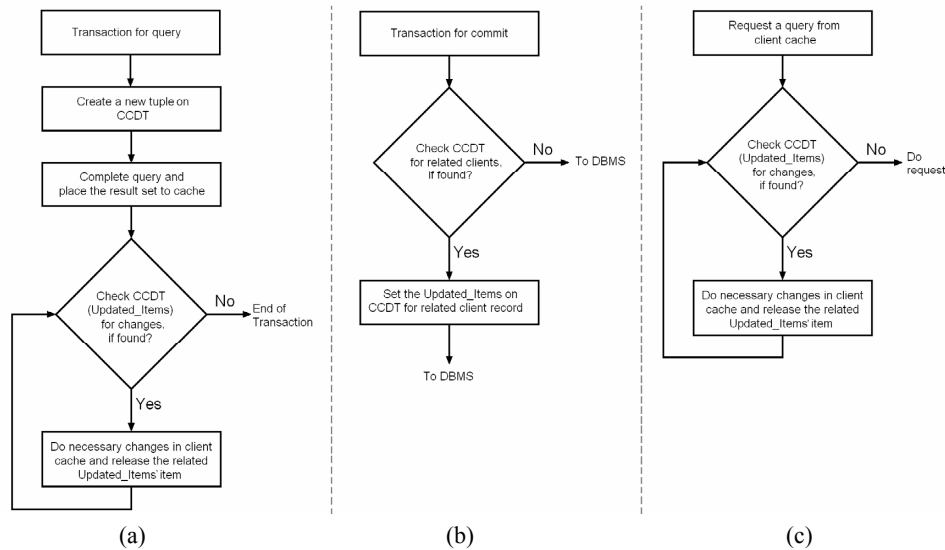 Transaction for query
Create a new tuple on
CCDT
Complete query and
place the result set to cache
Check CCDT
(Updated_Items)
for changes,
if found?
No
End of
Transaction
Yes
Do necessary changes in client
cache and release the related
Updated_Items' item
(a)
Transaction for commit
Check CCDT
for related clients,
if found?
No
To DBMS
Yes
Set the Updated_Items on
CCDT for related client record
To DBMS
(b)
Request a query from
client cache
Check CCDT
(Updated_Items)
for changes,
if found?
No
Do
request
Yes
Do necessary changes in client
cache and release the related
Updated_Items' item
(c)